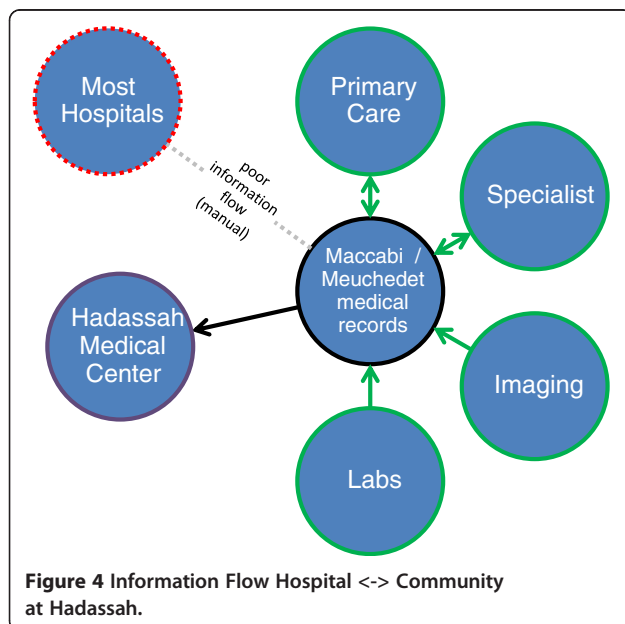 Most
Hospitals
Primary
Care
Specialist
poor
information
flow
(manual)
Maccabi /
Meuchedet
medical
records
Hadassah
Medical
Center
Imaging
Labs
Figure 4 Information Flow Hospital <-> Community
at Hadassah.